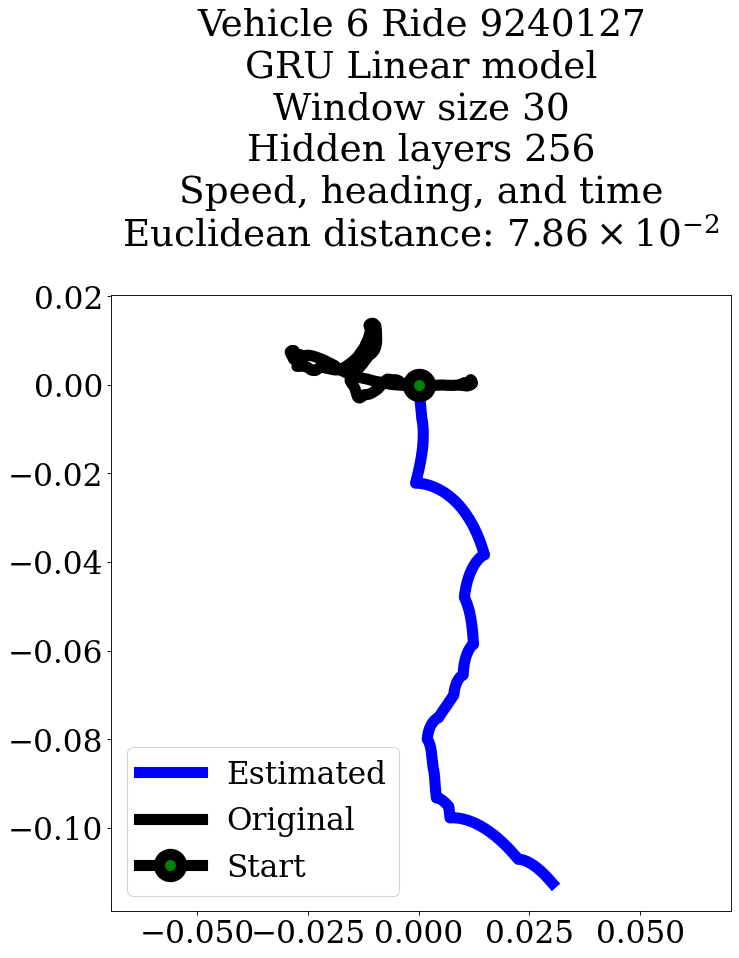 Vehicle 6 Ride 9240127
GRU Linear model
Window size 30
Hidden layers 256
Speed, heading, and time
Euclidean distance: 7.86 × 10⁻²
0.02
0.00
−0.02
−0.04
−0.06
−0.08
−0.10
Estimated
Original
Start
−0.050 −0.025 0.000 0.025 0.050